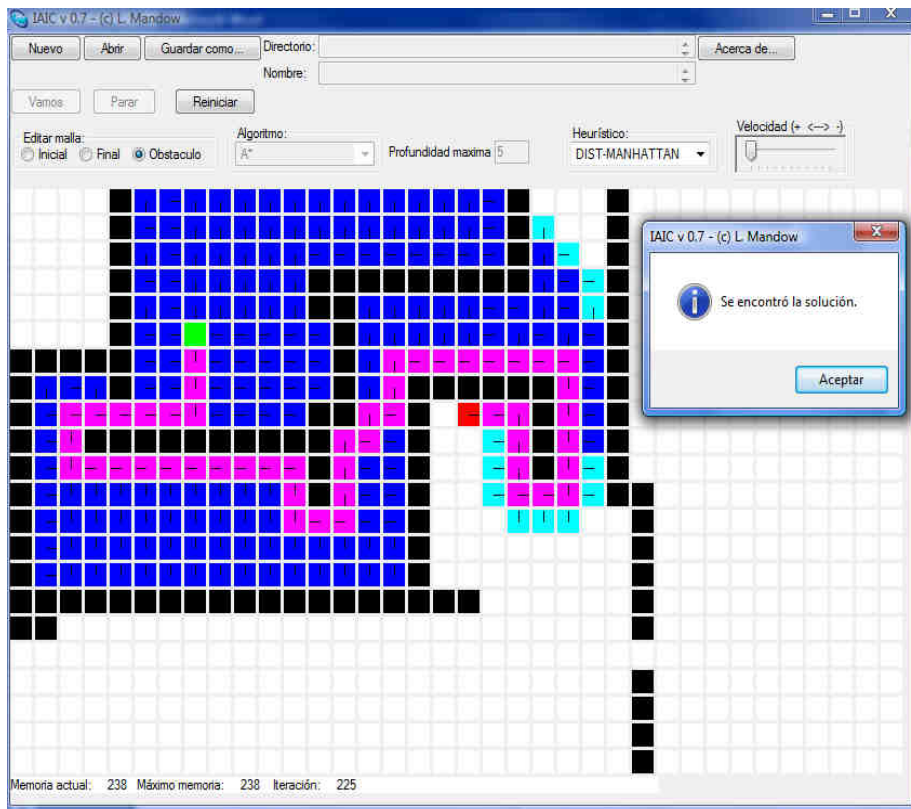 IAIC v 0.7 - (c) L. Mandow
Nuevo Abrir Guardar como... Directorio: Acerca de...
Nombre:
Vamos Parar Reiniciar
Editar malla: Algoritmo: Heurístico: Velocidad (+ <---> -)
Inicial Final Obstaculo A* Profundidad maxima 5 DIST-MANHATTAN
IAIC v 0.7 - (c) L. Mandow
Se encontró la solución.
Aceptar
Memoria actual: 238 Máximo memoria: 238 Iteración: 225